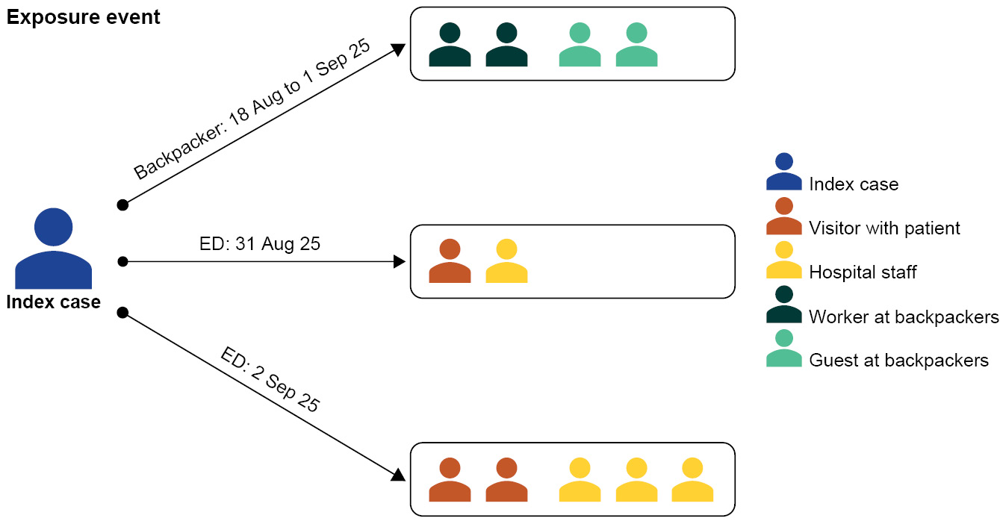 Exposure event
Backpacker: 18 Aug to 1 Sep 25
ED: 31 Aug 25
ED: 2 Sep 25
Index case
Index case
Visitor with patient
Hospital staff
Worker at backpackers
Guest at backpackers